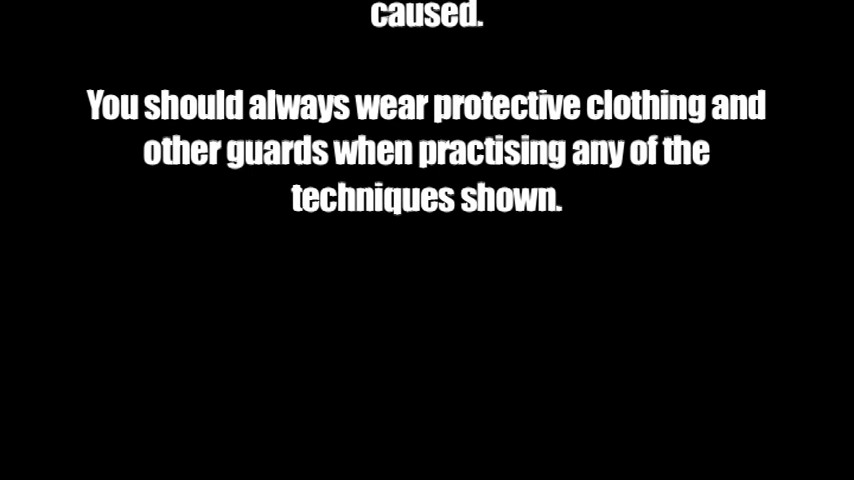 caused.
You should always wear protective clothing and
other guards when practising any of the
techniques shown.